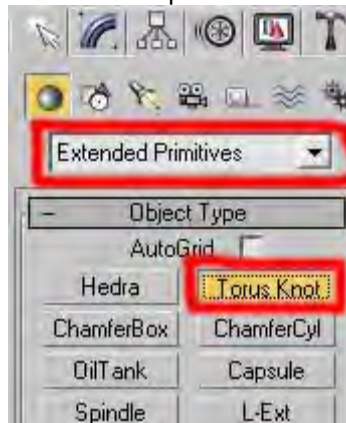 Extended Primitives
Object Type
AutoGrid
Hedra
Torus Knot
ChamferBox
ChamferCyl
OilTank
Capsule
Spindle
L-Ext